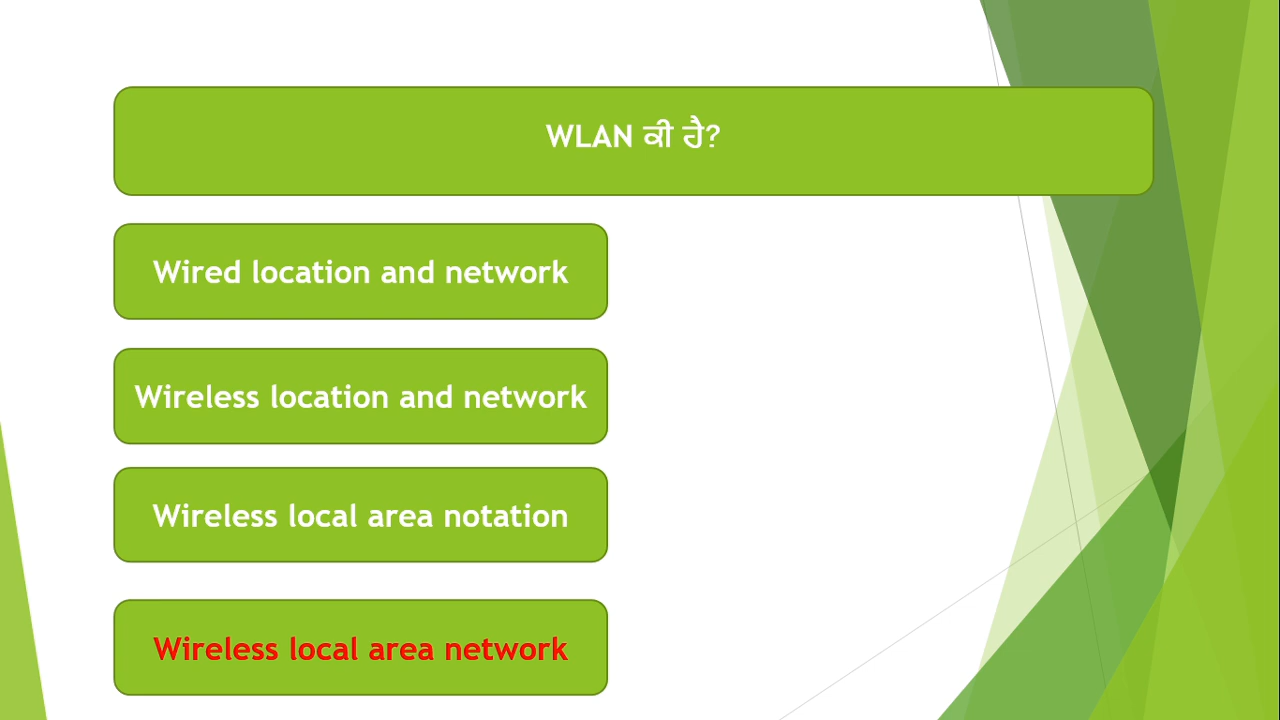 WLAN ਕੀ ਹੈ?
Wired location and network
Wireless location and network
Wireless local area notation
Wireless local area network